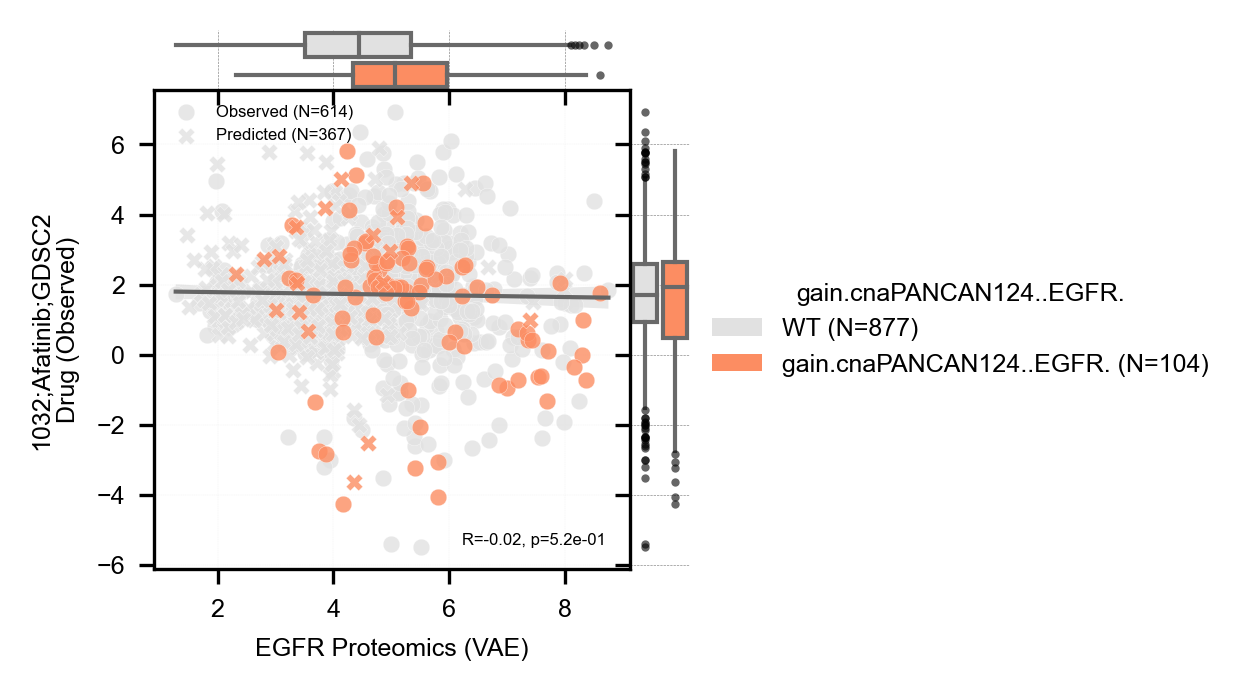 Observed (N=614)
Predicted (N=367)
6
4
2
0
−2
−4
−6
1032;Afatinib;GDSC2
Drug (Observed)
R=-0.02, p=5.2e-01
2
4
6
8
EGFR Proteomics (VAE)
gain.cnaPANCAN124..EGFR.
WT (N=877)
gain.cnaPANCAN124..EGFR. (N=104)